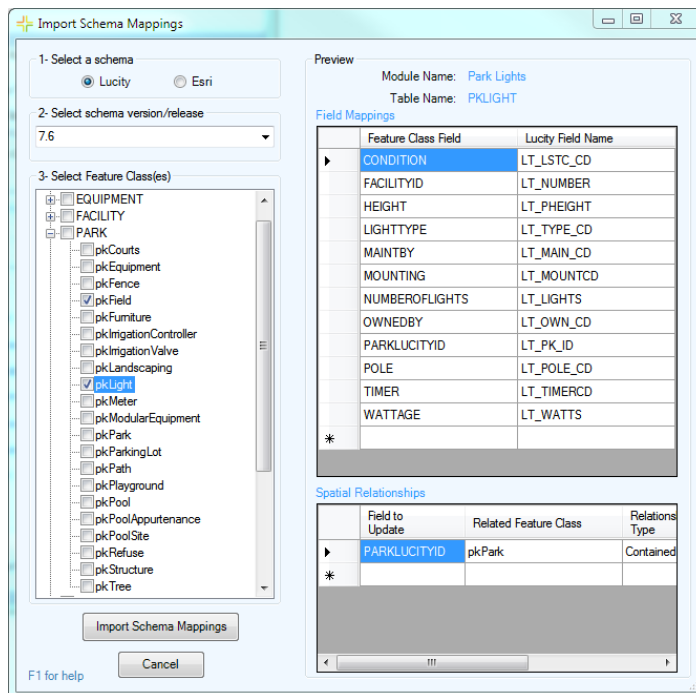 Import Schema Mappings
1- Select a schema
Lucity Esri
2- Select schema version/release
7.6
3- Select Feature Class(es)
EQUIPMENT
FACILITY
PARK
pkCourts
pkEquipment
pkFence
pkField
pkFurniture
pkIrrigationController
pkIrrigationValve
pkLandscaping
pkLight
pkMeter
pkModularEquipment
pkPark
pkParkingLot
pkPath
pkPlayground
pkPool
pkPoolAppurtenance
pkPoolSite
pkRefuse
pkStructure
pkTree
Import Schema Mappings
Cancel
F1 for help
Preview
Module Name: Park Lights
Table Name: PKLIGHT
Field Mappings
Feature Class Field Lucity Field Name
CONDITION LT_LSTC_CD
FACILITYID LT_NUMBER
HEIGHT LT_PHEIGHT
LIGHTTYPE LT_TYPE_CD
MAINTBY LT_MAIN_CD
MOUNTING LT_MOUNTCD
NUMBEROFLIGHTS LT_LIGHTS
OWNEDBY LT_OWN_CD
PARKLUCITYID LT_PK_ID
POLE LT_POLE_CD
TIMER LT_TIMERCD
WATTAGE LT_WATTS
Spatial Relationships
Field to Update Related Feature Class Relations Type
PARKLUCITYID pkPark Contained